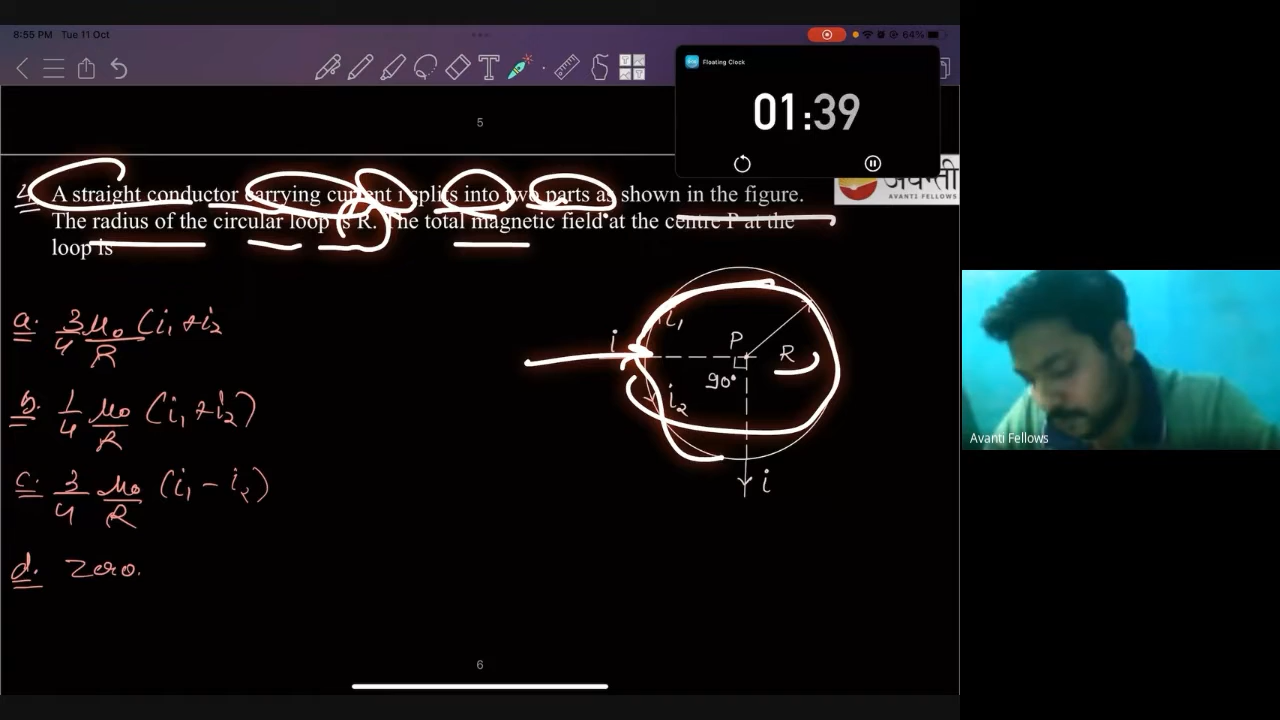 8:55 PM Tue 11 Oct
64%
Floating Clock
01:39
5
2. A straight conductor carrying current i splits into two parts as shown in the figure.
The radius of the circular loop is R. The total magnetic field at the centre P at the
loop is
अवन्ती
AVANTI FELLOWS
a. 3/4 μ₀/R (i₁ + i₂
b. 1/4 μ₀/R (i₁ + i₂)
c. 3/4 μ₀/R (i₁ - i₂)
d. Zero.
i
i₁
P
R
90°
i₂
i
6
Avanti Fellows